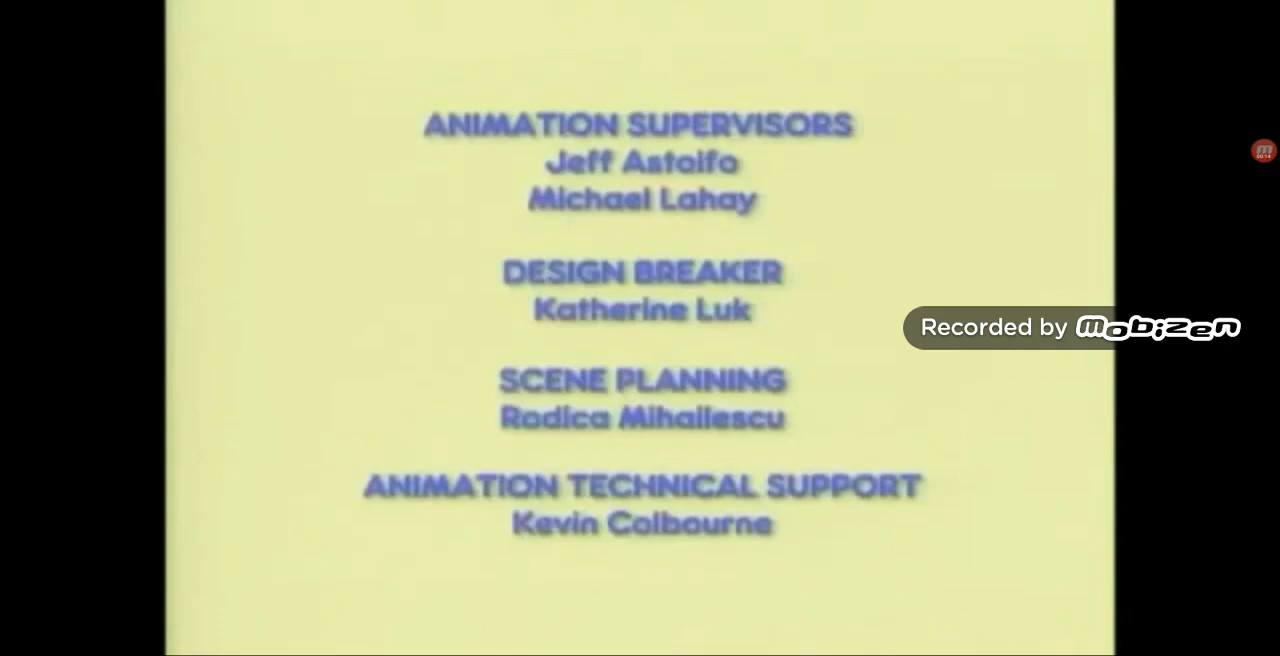 ANIMATION SUPERVISORS
Jeff Astolfo
Michael Lahay
DESIGN BREAKER
Katherine Luk
Recorded by mobizen
SCENE PLANNING
Rodica Mihailescu
ANIMATION TECHNICAL SUPPORT
Kevin Colbourne